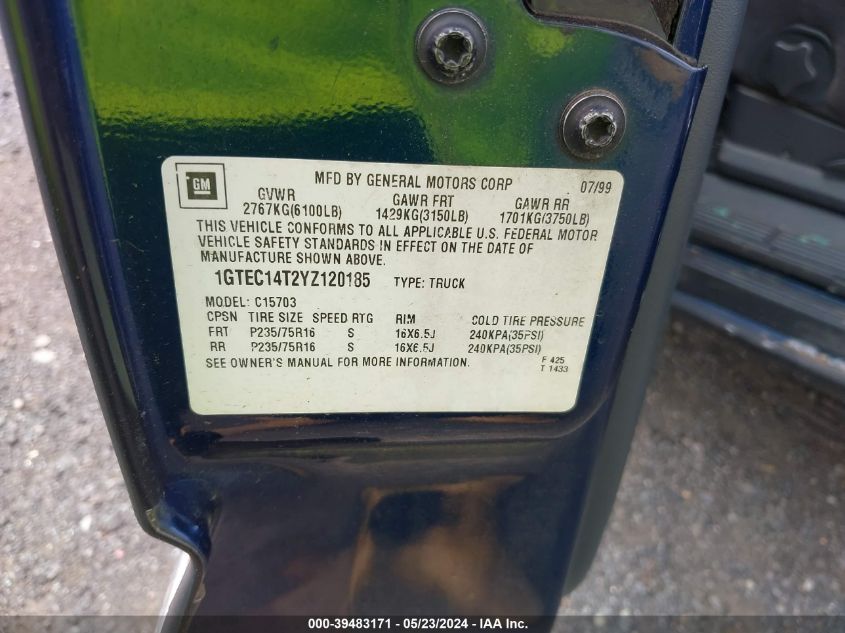 GM
MFD BY GENERAL MOTORS CORP 07/99
GVWR GAWR FRT GAWR RR
2767KG(6100LB) 1429KG(3150LB) 1701KG(3750LB)
THIS VEHICLE CONFORMS TO ALL APPLICABLE U.S. FEDERAL MOTOR
VEHICLE SAFETY STANDARDS IN EFFECT ON THE DATE OF
MANUFACTURE SHOWN ABOVE.
1GTEC14T2YZ120185 TYPE: TRUCK
MODEL: C15703
CPSN TIRE SIZE SPEED RTG RIM COLD TIRE PRESSURE
FRT P235/75R16 S 16X6.5J 240KPA(35PSI)
RR P235/75R16 S 16X6.5J 240KPA(35PSI)
SEE OWNER'S MANUAL FOR MORE INFORMATION.
F 425
T 1433
000-39483171 - 05/23/2024 - IAA Inc.